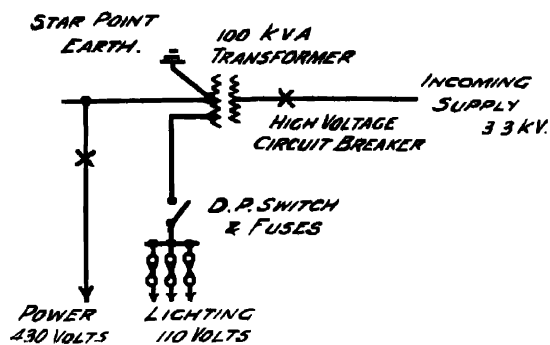 STAR POINT
EARTH.
100 KVA
TRANSFORMER
INCOMING
SUPPLY
3 3 KV.
HIGH VOLTAGE
CIRCUIT BREAKER
D.P. SWITCH
& FUSES
POWER
430 VOLTS
LIGHTING
110 VOLTS